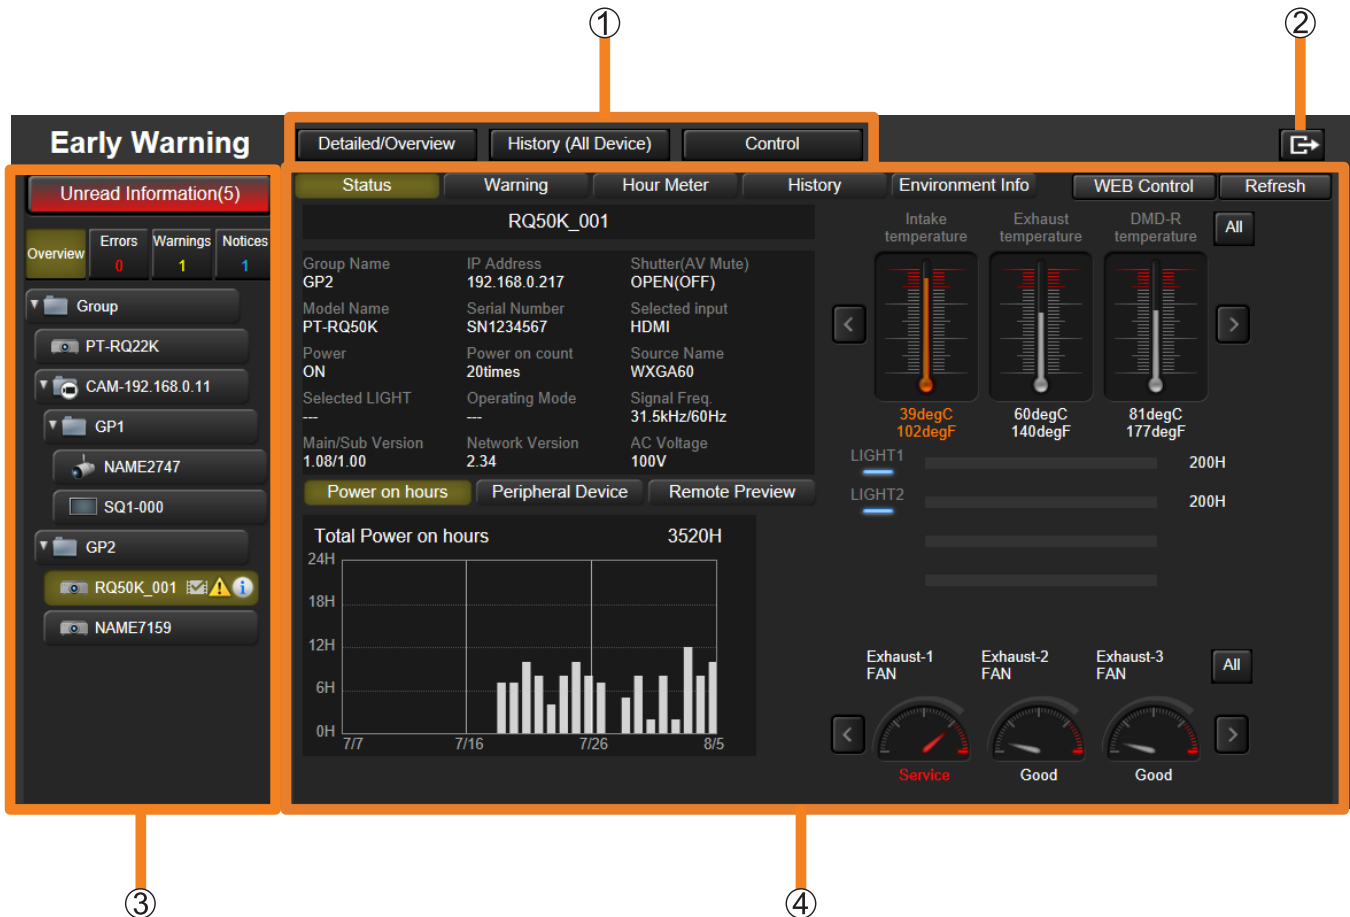 ① ②
Early Warning
Detailed/Overview History (All Device) Control
Unread Information(5)
Overview
Errors
0
Warnings
1
Notices
1
Group
PT-RQ22K
CAM-192.168.0.11
GP1
NAME2747
SQ1-000
GP2
RQ50K_001
NAME7159
Status Warning Hour Meter History Environment Info WEB Control Refresh
RQ50K_001
Group Name IP Address Shutter(AV Mute)
GP2 192.168.0.217 OPEN(OFF)
Model Name Serial Number Selected input
PT-RQ50K SN1234567 HDMI
Power Power on count Source Name
ON 20times WXGA60
Selected LIGHT Operating Mode Signal Freq.
--- --- 31.5kHz/60Hz
Main/Sub Version Network Version AC Voltage
1.08/1.00 2.34 100V
Power on hours Peripheral Device Remote Preview
Total Power on hours 3520H
24H
18H
12H
6H
0H
7/7 7/16 7/26 8/5
Intake
temperature
Exhaust
temperature
DMD-R
temperature
All
39degC
102degF
60degC
140degF
81degC
177degF
LIGHT1 200H
LIGHT2 200H
Exhaust-1
FAN
Exhaust-2
FAN
Exhaust-3
FAN
All
Service Good Good
③ ④